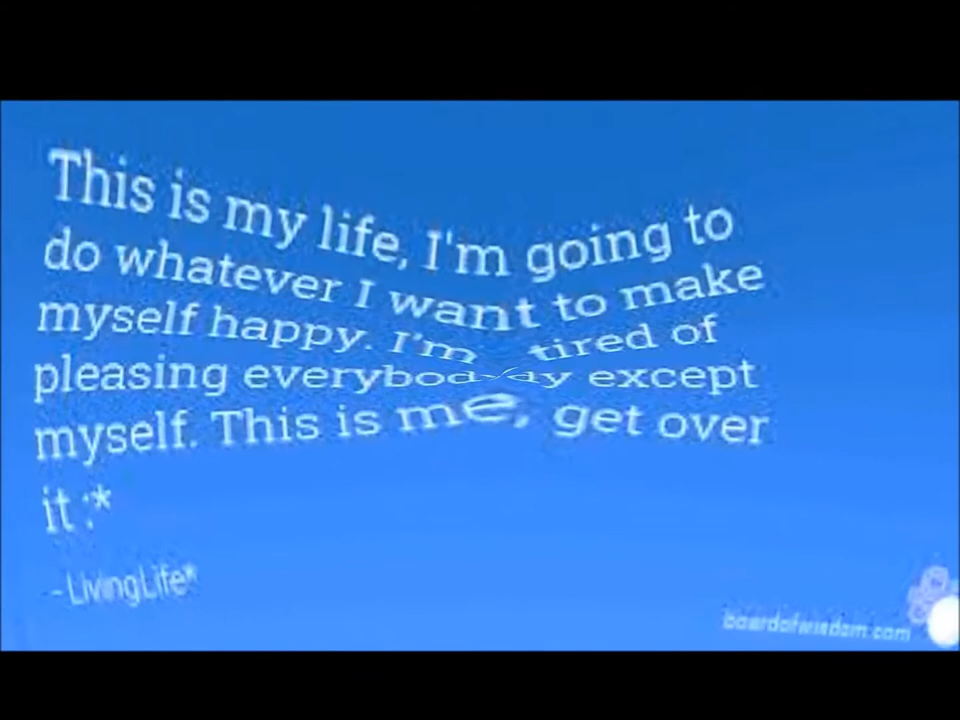 This is my life, I'm going to
do whatever I want to make
myself happy. I'm tired of
pleasing everybody except
myself. This is me, get over
it :*
- LivingLife*
boardofwisdom.com